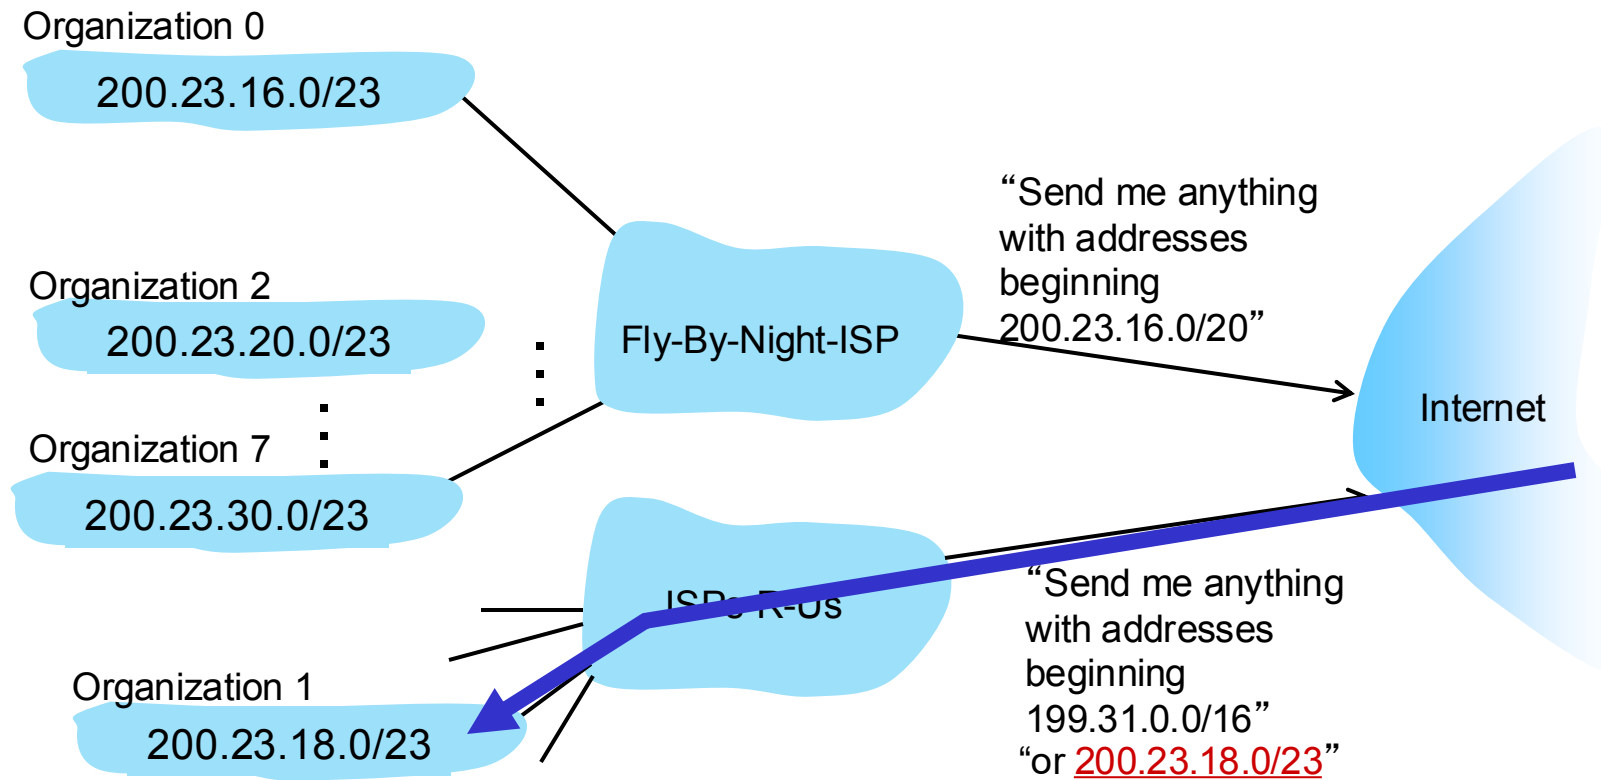 Organization 0
200.23.16.0/23
Organization 2
200.23.20.0/23
Organization 7
200.23.30.0/23
Fly-By-Night-ISP
“Send me anything
with addresses
beginning
200.23.16.0/20”
Internet
ISPs-R-Us
Organization 1
200.23.18.0/23
“Send me anything
with addresses
beginning
199.31.0.0/16”
“or 200.23.18.0/23”